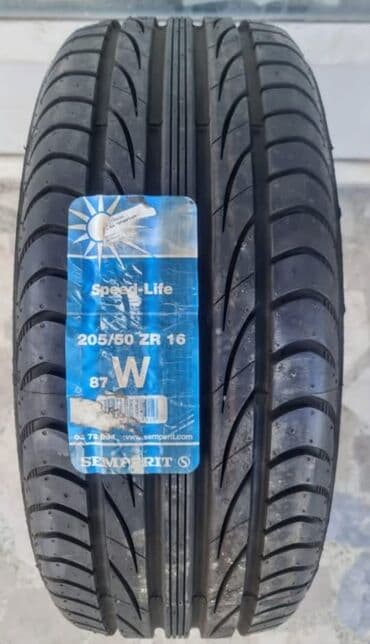 Speed-Life
205/50 ZR 16
87 W
www.semperit.com
SEMPERIT